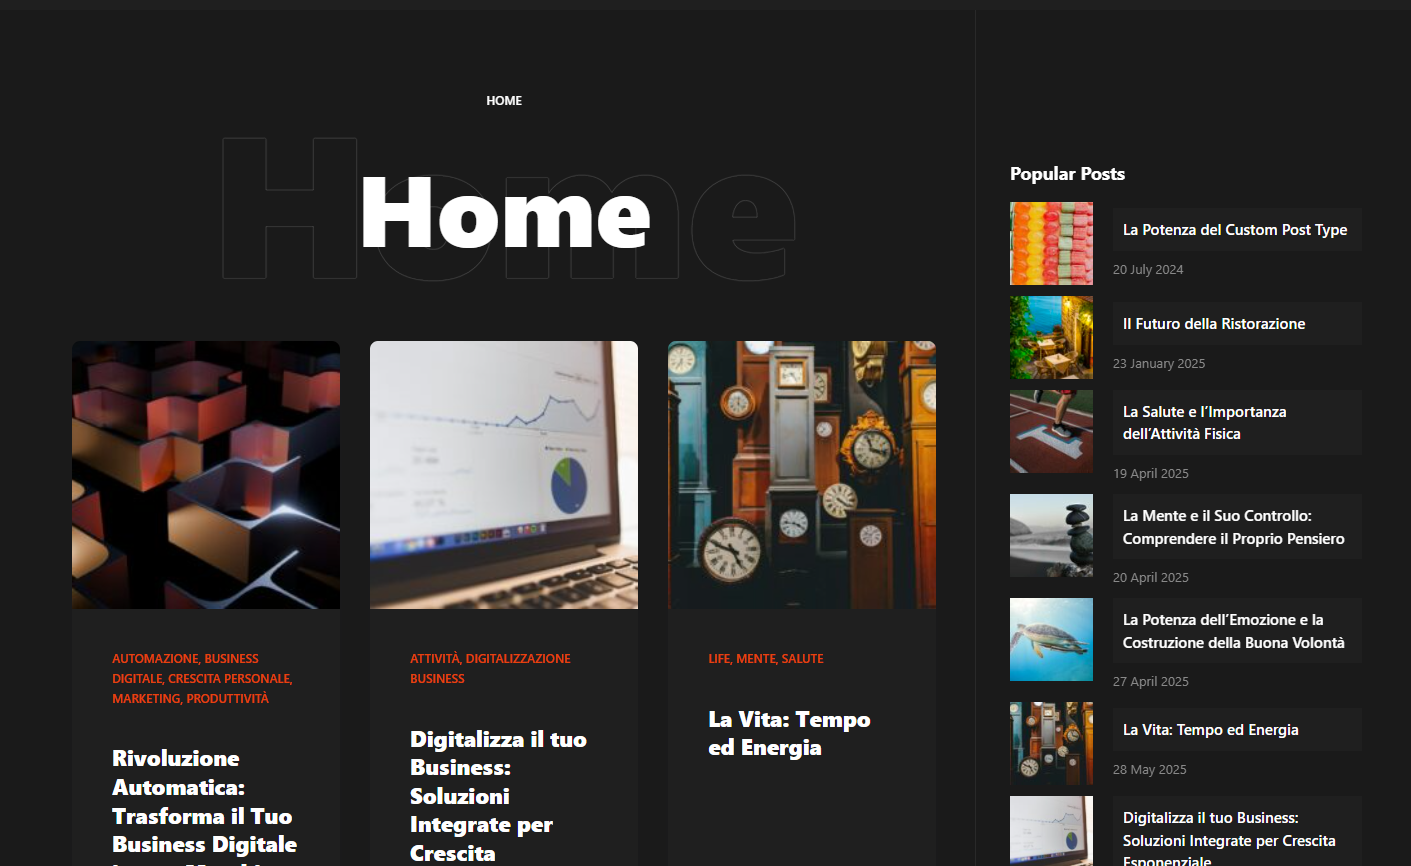 HOME
Home
Home
AUTOMAZIONE, BUSINESS
DIGITALE, CRESCITA PERSONALE,
MARKETING, PRODUTTIVITÀ
Rivoluzione
Automatica:
Trasforma il Tuo
Business Digitale
ATTIVITÀ, DIGITALIZZAZIONE
BUSINESS
Digitalizza il tuo
Business:
Soluzioni
Integrate per
Crescita
LIFE, MENTE, SALUTE
La Vita: Tempo
ed Energia
Popular Posts
La Potenza del Custom Post Type
20 July 2024
Il Futuro della Ristorazione
23 January 2025
La Salute e l’Importanza
dell’Attività Fisica
19 April 2025
La Mente e il Suo Controllo:
Comprendere il Proprio Pensiero
20 April 2025
La Potenza dell’Emozione e la
Costruzione della Buona Volontà
27 April 2025
La Vita: Tempo ed Energia
28 May 2025
Digitalizza il tuo Business:
Soluzioni Integrate per Crescita
Esponenziale